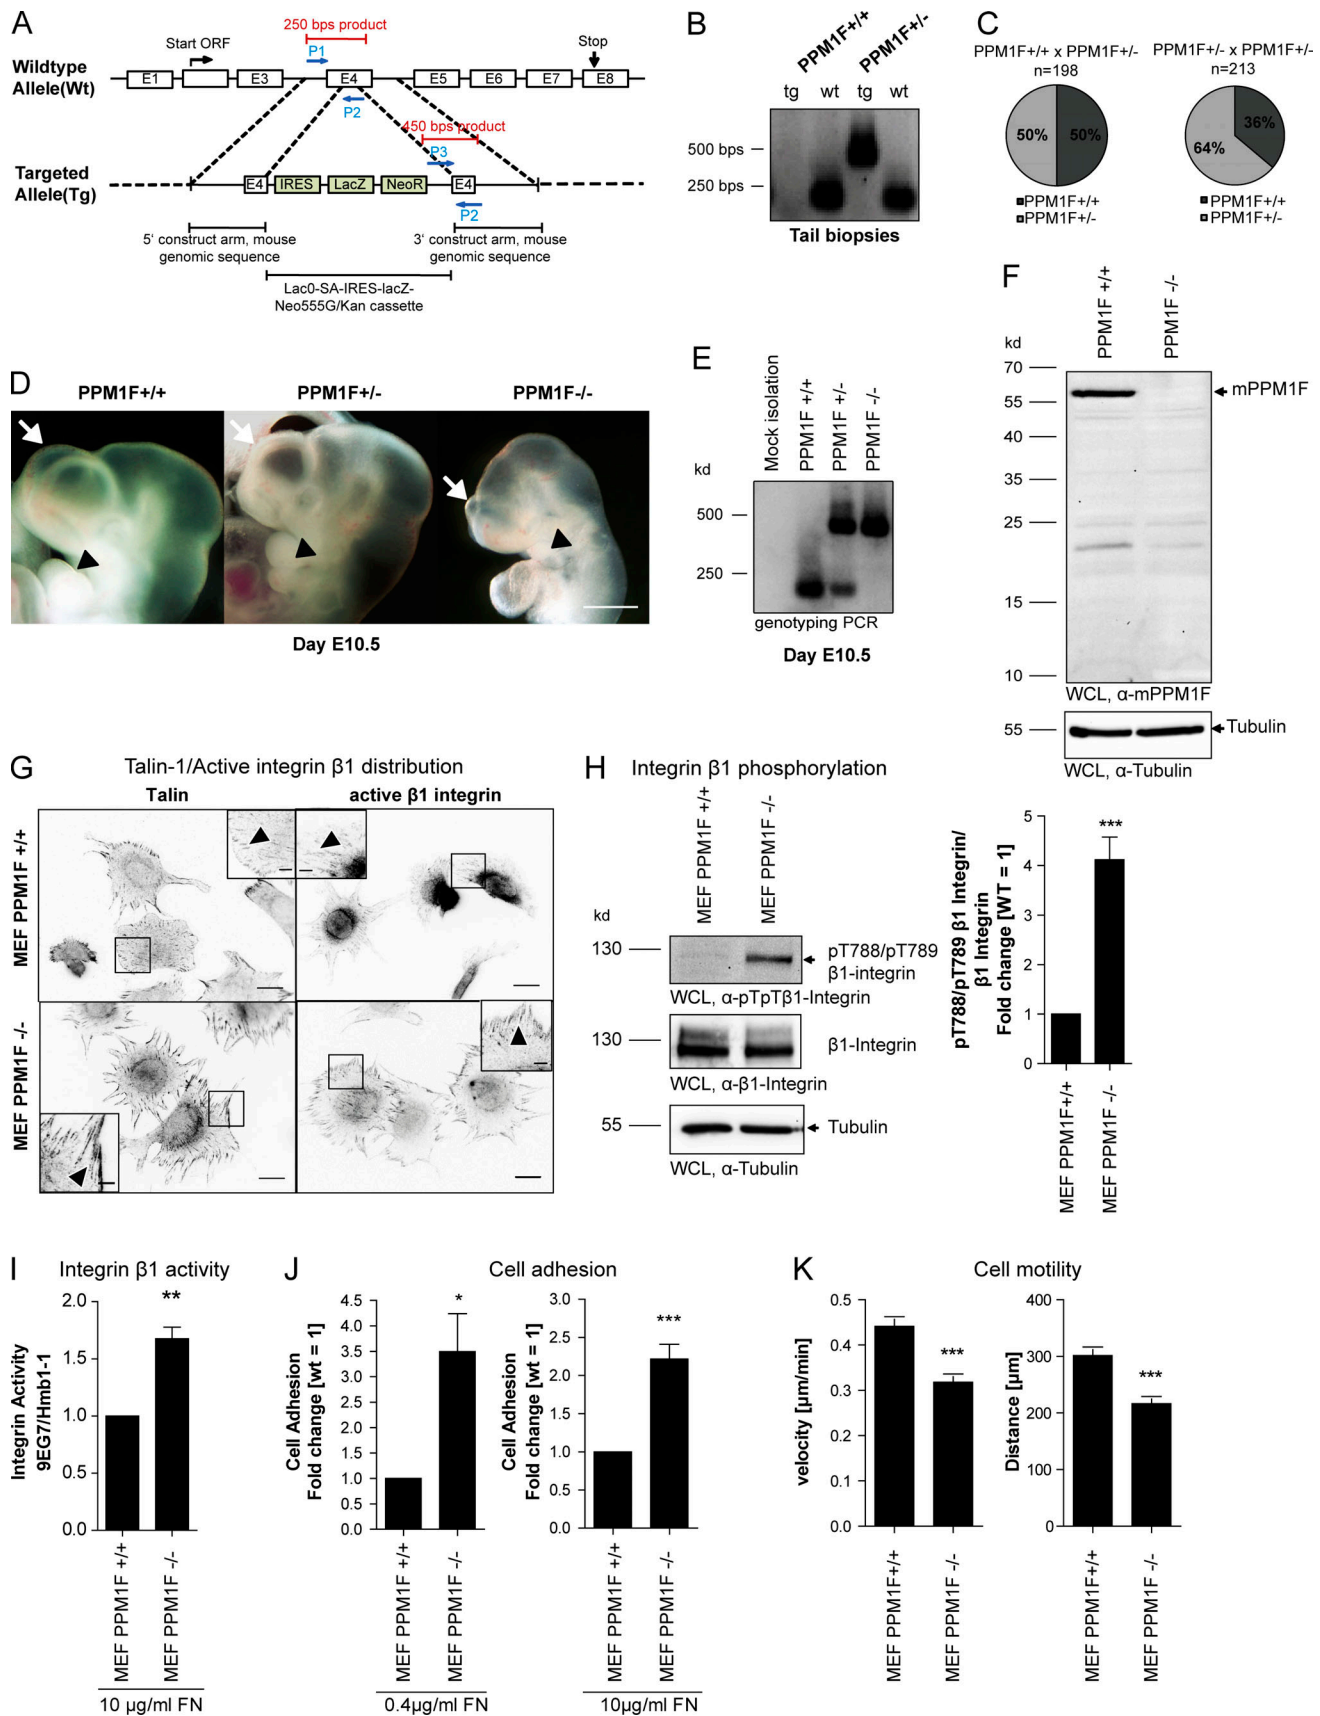 A
250 bps product
Start ORF
P1
Stop
Wildtype
Allele(Wt)
E1
E3
E4
E5
E6
E7
E8
P2
450 bps product
P3
Targeted
Allele(Tg)
E4
IRES
LacZ
NeoR
E4
P2
5' construct arm, mouse
genomic sequence
3' construct arm, mouse
genomic sequence
Lac0-SA-IRES-lacZ-
Neo555G/Kan cassette
B
PPM1F+/+
PPM1F+/-
tg wt tg wt
500 bps
250 bps
Tail biopsies
C
PPM1F+/+ x PPM1F+/-
n=198
50%
50%
PPM1F+/+
PPM1F+/-
PPM1F+/- x PPM1F+/-
n=213
36%
64%
PPM1F+/+
PPM1F+/-
D
PPM1F+/+
PPM1F+/-
PPM1F-/-
Day E10.5
E
Mock isolation
PPM1F +/+
PPM1F +/-
PPM1F -/-
kd
500
250
genotyping PCR
Day E10.5
F
PPM1F +/+
PPM1F -/-
kd
70
55
40
35
25
15
10
mPPM1F
WCL, α-mPPM1F
55
Tubulin
WCL, α-Tubulin
G
Talin-1/Active integrin β1 distribution
Talin
active β1 integrin
MEF PPM1F +/+
MEF PPM1F -/-
H
Integrin β1 phosphorylation
MEF PPM1F +/+
MEF PPM1F -/-
kd
130
pT788/pT789
β1-integrin
WCL, α-pTpTβ1-Integrin
130
β1-Integrin
WCL, α-β1-Integrin
55
Tubulin
WCL, α-Tubulin
pT788/pT789 β1 Integrin/
β1 Integrin
Fold change [WT = 1]
5
4
3
2
1
0
***
MEF PPM1F+/+
MEF PPM1F -/-
I
Integrin β1 activity
Integrin Activity
9EG7/Hmb1-1
2.0
1.5
1.0
0.5
0.0
**
MEF PPM1F +/+
MEF PPM1F -/-
10 µg/ml FN
J
Cell adhesion
Cell Adhesion
Fold change [wt = 1]
4.5
4.0
3.5
3.0
2.5
2.0
1.5
1.0
0.5
0.0
*
MEF PPM1F +/+
MEF PPM1F -/-
0.4µg/ml FN
Cell Adhesion
Fold change [wt = 1]
3.0
2.5
2.0
1.5
1.0
0.5
0.0
***
MEF PPM1F +/+
MEF PPM1F -/-
10µg/ml FN
K
Cell motility
velocity [µm/min]
0.5
0.4
0.3
0.2
0.1
0.0
***
MEF PPM1F+/+
MEF PPM1F -/-
Distance [µm]
400
300
200
100
0
***
MEF PPM1F+/+
MEF PPM1F -/-